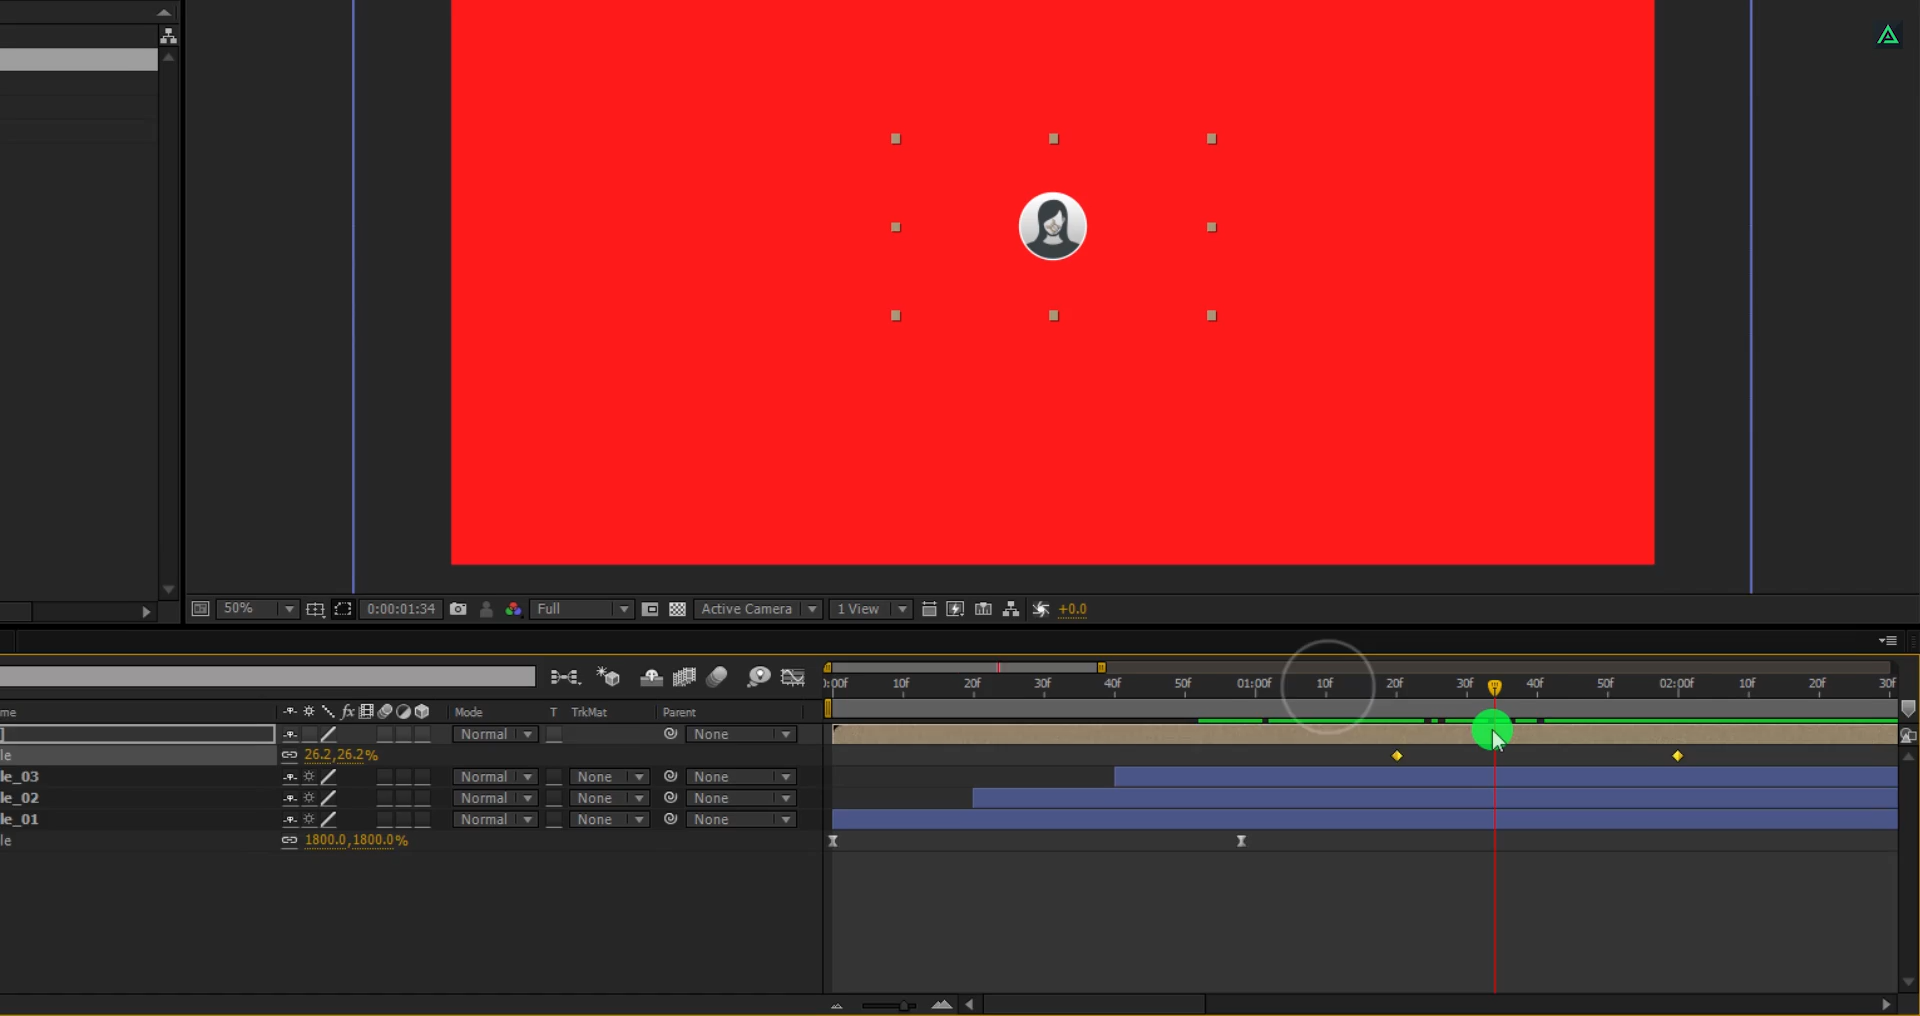 50%
0:00:01:34
Full
Active Camera
1 View
+0.0
:00f 10f 20f 30f 40f 50f 01:00f 10f 20f 30f 40f 50f 02:00f 10f 20f 30f
me fx Mode T TrkMat Parent
] Normal None
le 26.2,26.2%
le_03 Normal None None
le_02 Normal None None
le_01 Normal None None
le 1800.0,1800.0%